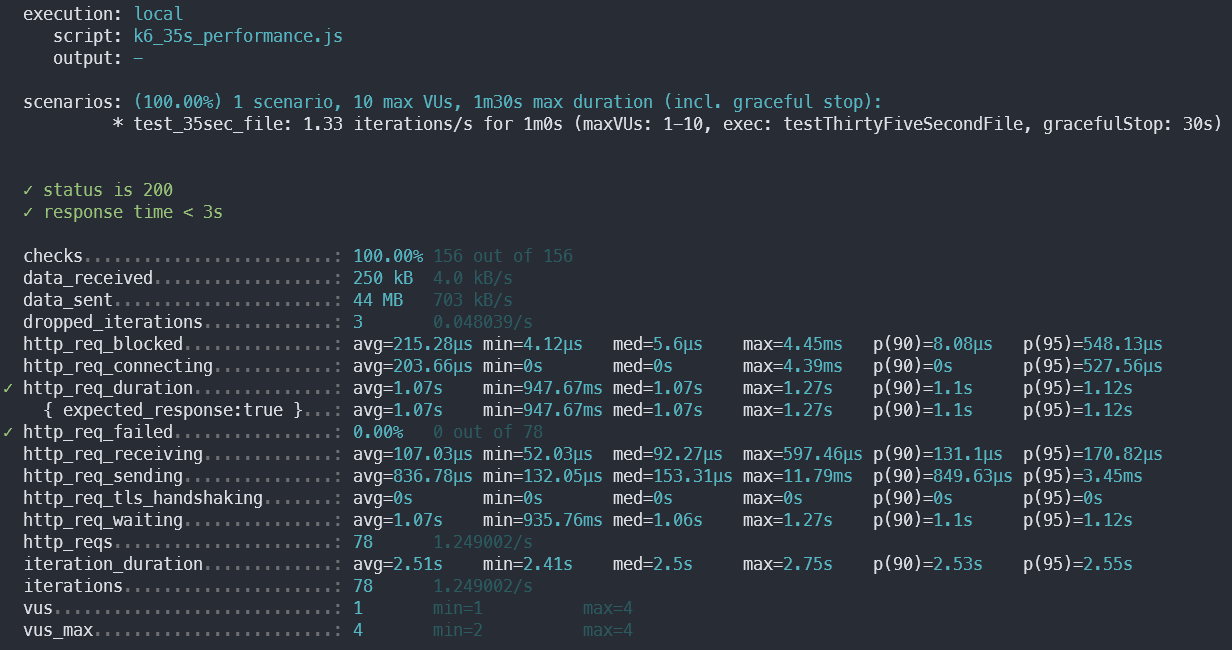 execution: local
script: k6_35s_performance.js
output: -
scenarios: (100.00%) 1 scenario, 10 max VUs, 1m30s max duration (incl. graceful stop):
* test_35sec_file: 1.33 iterations/s for 1m0s (maxVUs: 1-10, exec: testThirtyFiveSecondFile, gracefulStop: 30s)
✓ status is 200
✓ response time < 3s
checks.........................: 100.00% 156 out of 156
data_received..................: 250 kB 4.0 kB/s
data_sent......................: 44 MB 703 kB/s
dropped_iterations.............: 3 0.048039/s
http_req_blocked...............: avg=215.28µs min=4.12µs med=5.6µs max=4.45ms p(90)=8.08µs p(95)=548.13µs
http_req_connecting............: avg=203.66µs min=0s med=0s max=4.39ms p(90)=0s p(95)=527.56µs
✓ http_req_duration..............: avg=1.07s min=947.67ms med=1.07s max=1.27s p(90)=1.1s p(95)=1.12s
{ expected_response:true }...: avg=1.07s min=947.67ms med=1.07s max=1.27s p(90)=1.1s p(95)=1.12s
✓ http_req_failed................: 0.00% 0 out of 78
http_req_receiving.............: avg=107.03µs min=52.03µs med=92.27µs max=597.46µs p(90)=131.1µs p(95)=170.82µs
http_req_sending...............: avg=836.78µs min=132.05µs med=153.31µs max=11.79ms p(90)=849.63µs p(95)=3.45ms
http_req_tls_handshaking.......: avg=0s min=0s med=0s max=0s p(90)=0s p(95)=0s
http_req_waiting...............: avg=1.07s min=935.76ms med=1.06s max=1.27s p(90)=1.1s p(95)=1.12s
http_reqs......................: 78 1.249002/s
iteration_duration.............: avg=2.51s min=2.41s med=2.5s max=2.75s p(90)=2.53s p(95)=2.55s
iterations.....................: 78 1.249002/s
vus............................: 1 min=1 max=4
vus_max........................: 4 min=2 max=4